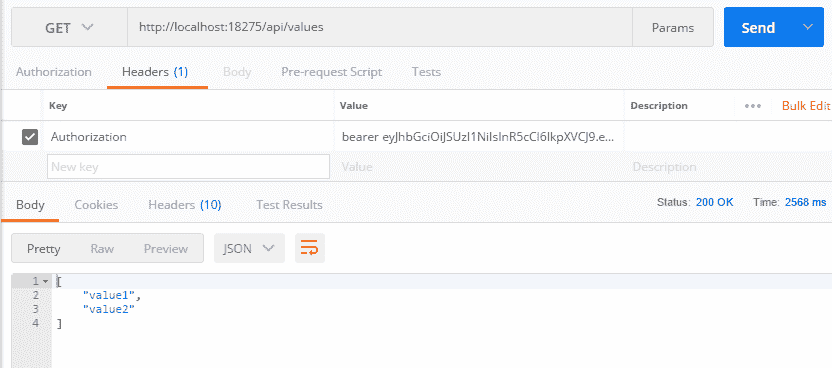 GET http://localhost:18275/api/values Params Send
Authorization Headers (1) Body Pre-request Script Tests
Key Value Description ••• Bulk Edit
Authorization bearer eyJhbGciOiJSUzI1NiIsInR5cCI6IkpXVCJ9.e...
New key Value Description
Body Cookies Headers (10) Test Results Status: 200 OK Time: 2568 ms
Pretty Raw Preview JSON
1 [
2 "value1",
3 "value2"
4 ]